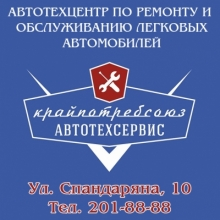 АВТОТЕХЦЕНТР ПО РЕМОНТУ И
ОБСЛУЖИВАНИЮ ЛЕГКОВЫХ
АВТОМОБИЛЕЙ
крайпотребсоюз
АВТОТЕХСЕРВИС
Ул. Спандаряна, 10
Тел. 201-88-88